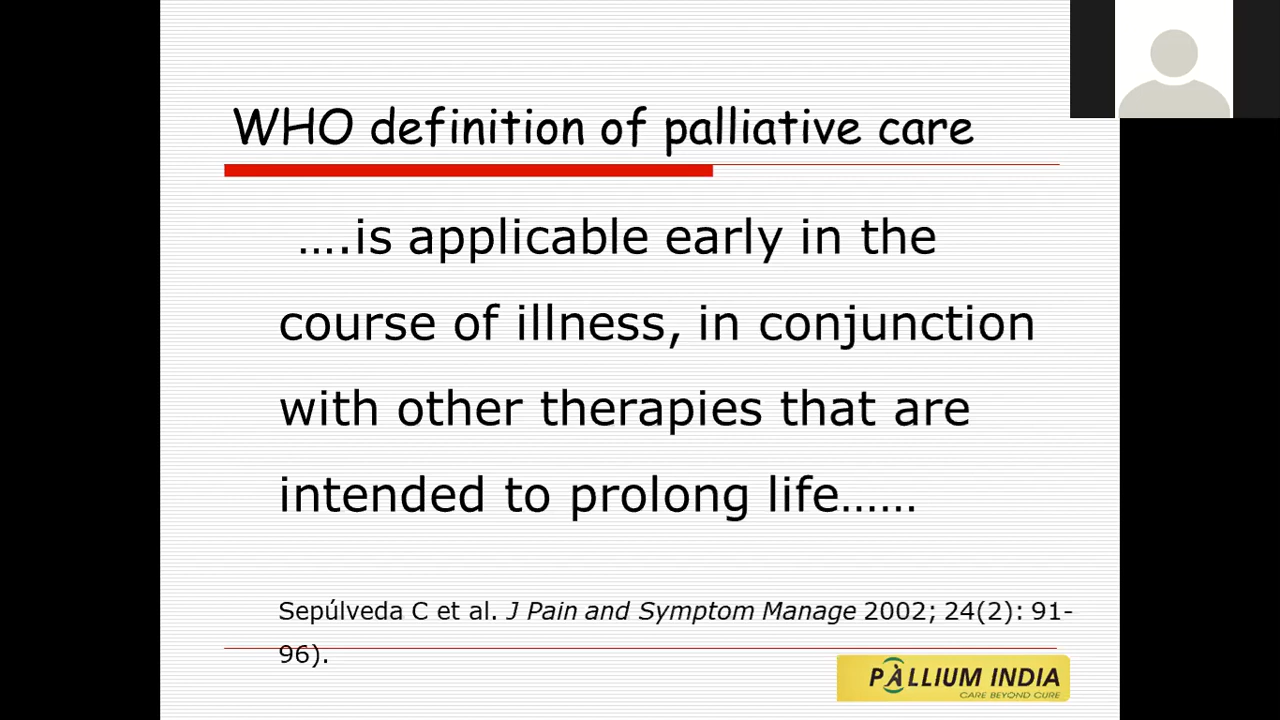 WHO definition of palliative care
….is applicable early in the
course of illness, in conjunction
with other therapies that are
intended to prolong life……
Sepúlveda C et al. J Pain and Symptom Manage 2002; 24(2): 91-
96).
PALLIUM INDIA
CARE BEYOND CURE